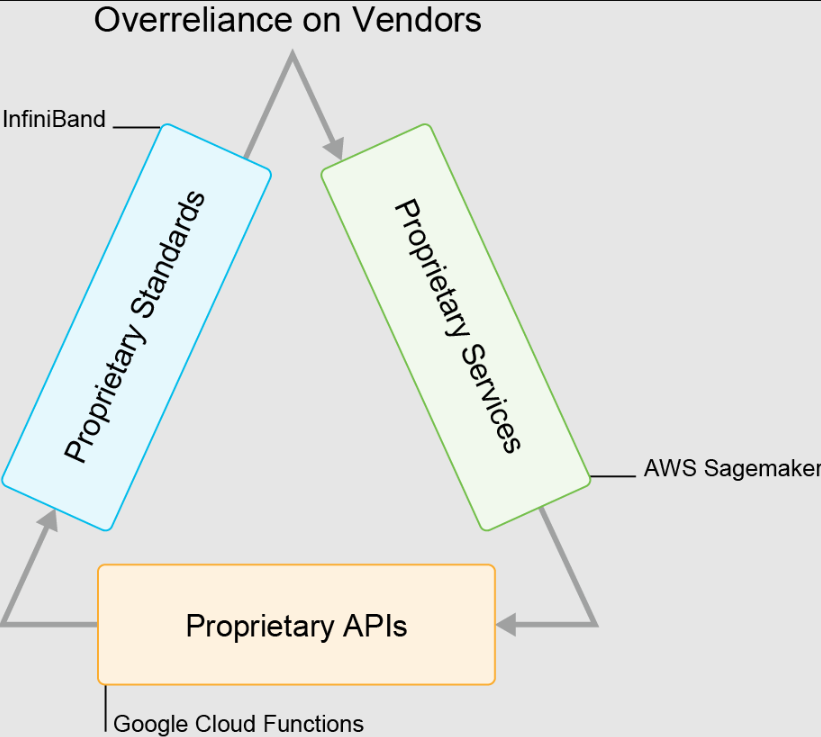 Overreliance on Vendors
InfiniBand
Proprietary Standards
Proprietary Services
AWS Sagemaker
Proprietary APIs
Google Cloud Functions